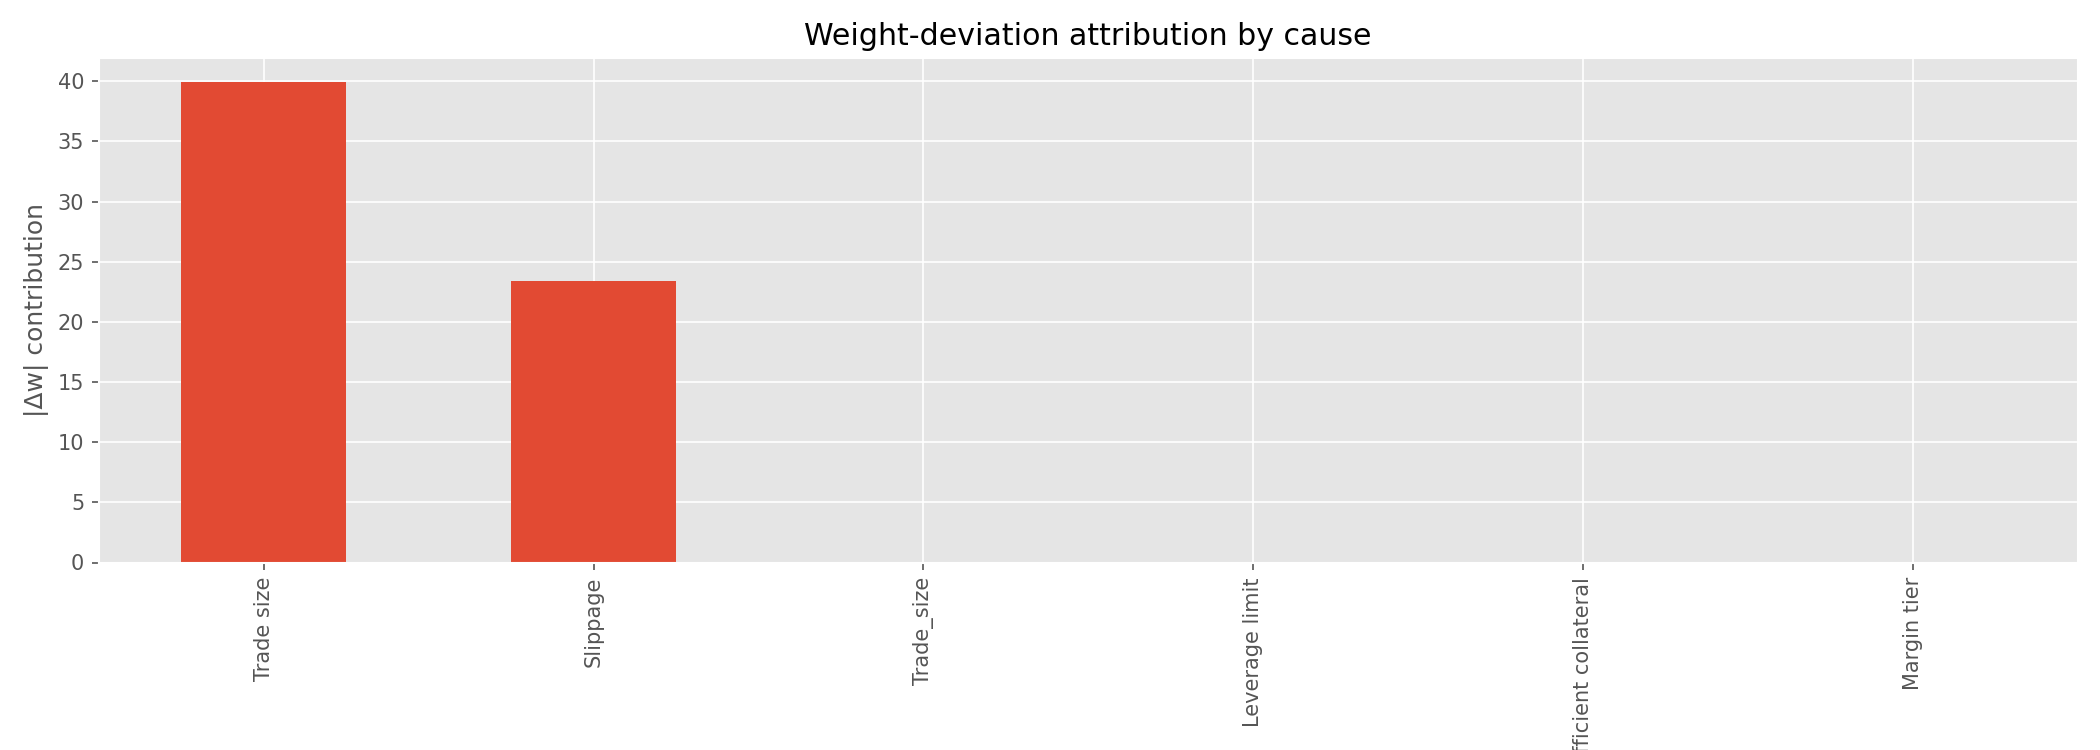 Weight-deviation attribution by cause
|Δw| contribution
40
35
30
25
20
15
10
5
0
Trade size
Slippage
Trade_size
Leverage limit
fficient collateral
Margin tier